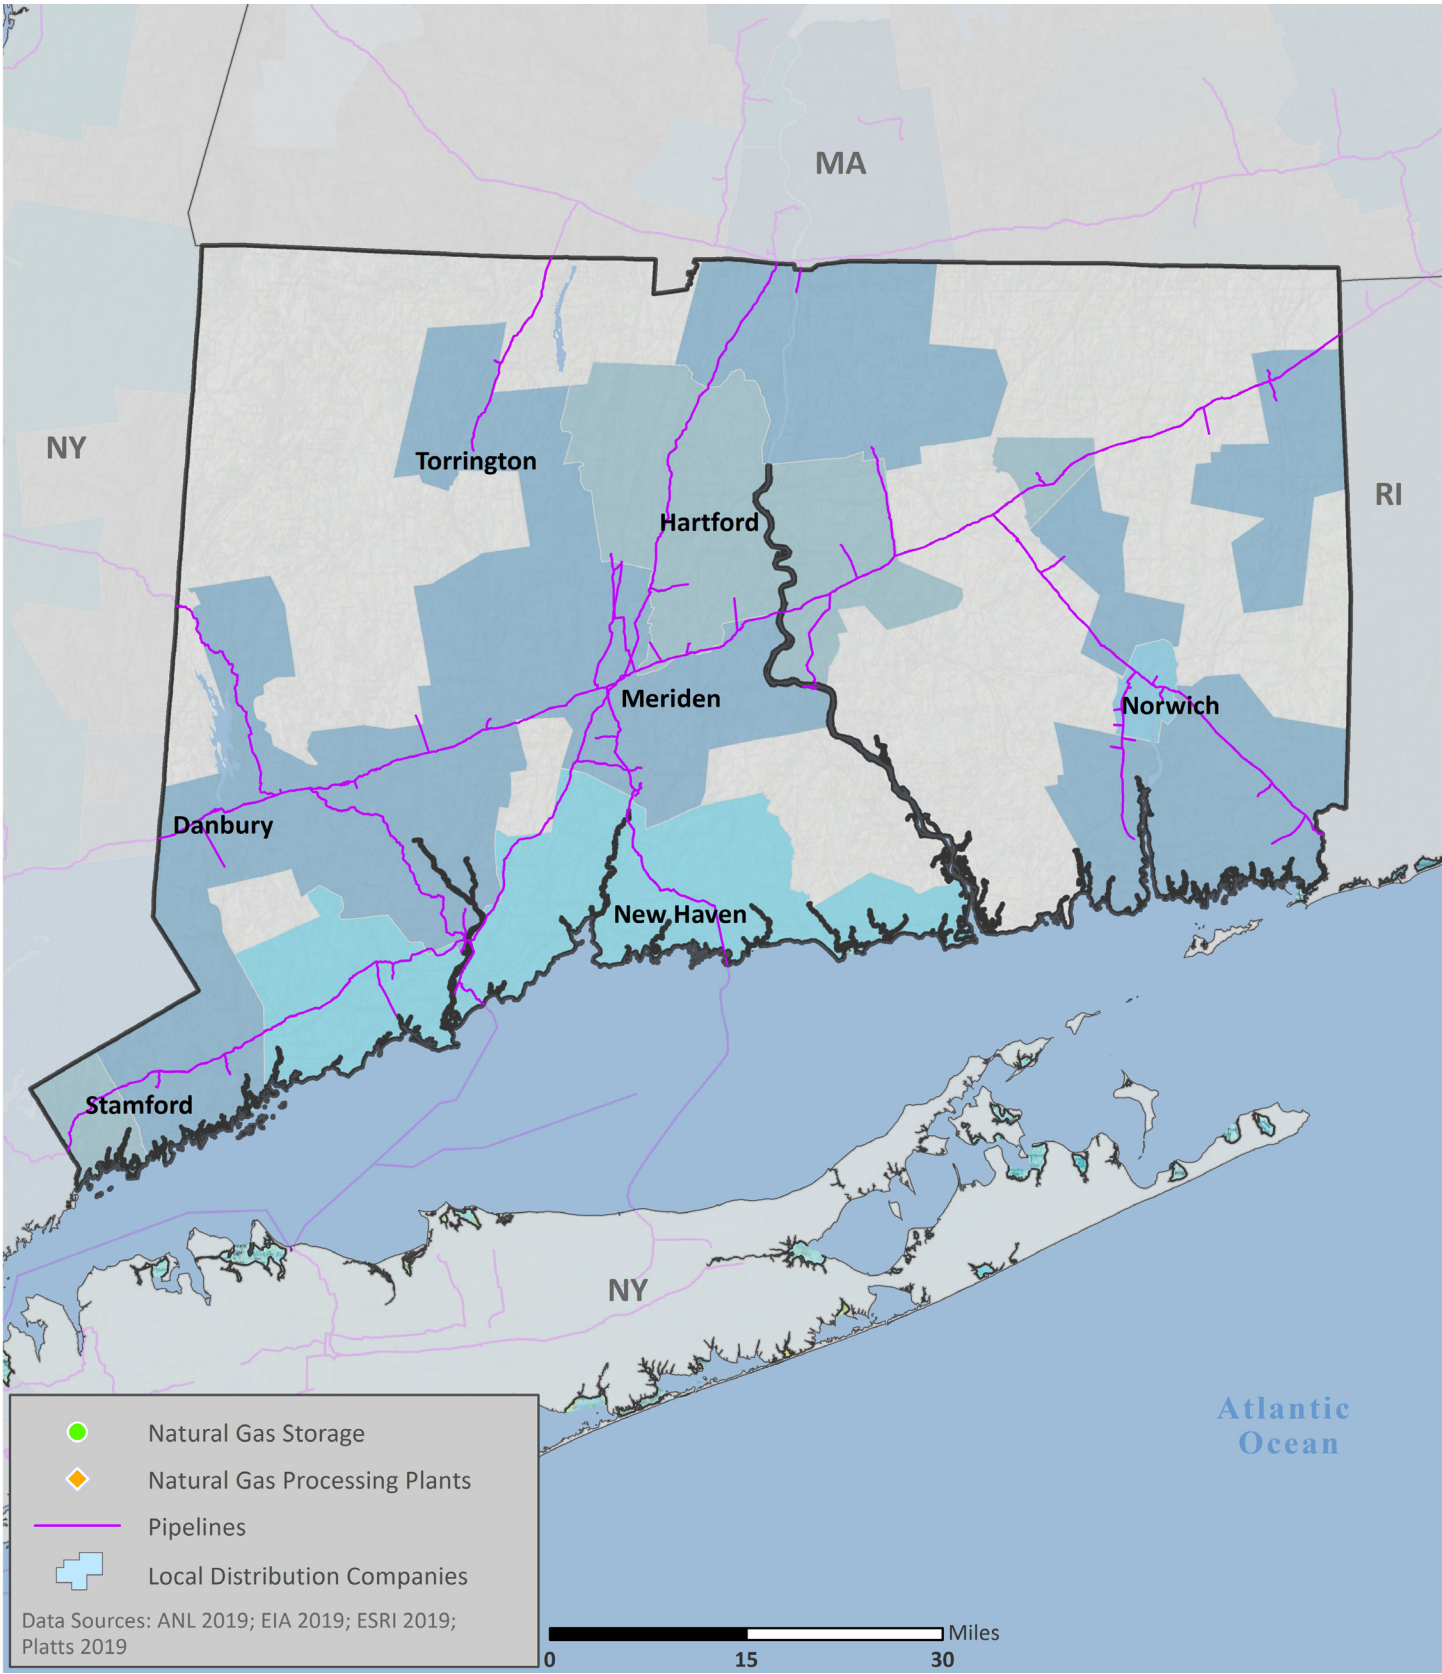 MA
NY
Torrington
RI
Hartford
Meriden
Norwich
Danbury
New Haven
Stamford
NY
Atlantic
Ocean
Natural Gas Storage
Natural Gas Processing Plants
Pipelines
Local Distribution Companies
Data Sources: ANL 2019; EIA 2019; ESRI 2019;
Platts 2019
Miles
0 15 30